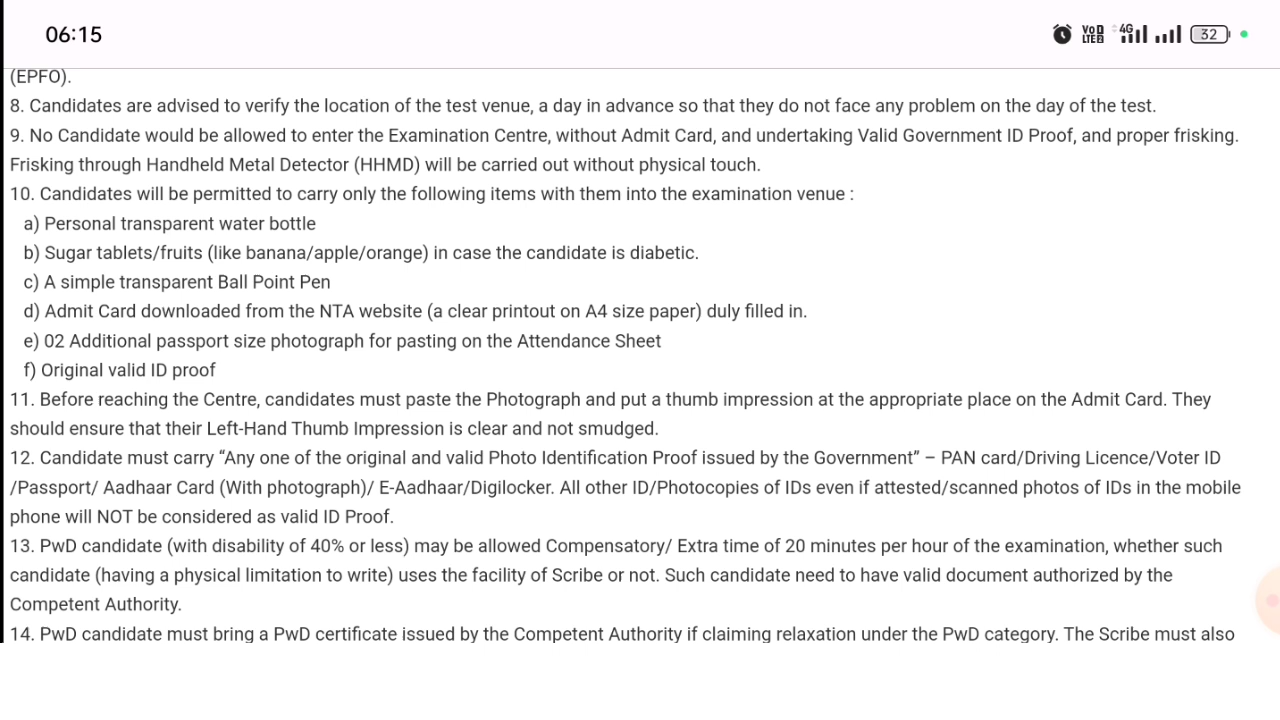 06:15
VoD LTE2 4G 32
(EPFO).
8. Candidates are advised to verify the location of the test venue, a day in advance so that they do not face any problem on the day of the test.
9. No Candidate would be allowed to enter the Examination Centre, without Admit Card, and undertaking Valid Government ID Proof, and proper frisking.
Frisking through Handheld Metal Detector (HHMD) will be carried out without physical touch.
10. Candidates will be permitted to carry only the following items with them into the examination venue :
a) Personal transparent water bottle
b) Sugar tablets/fruits (like banana/apple/orange) in case the candidate is diabetic.
c) A simple transparent Ball Point Pen
d) Admit Card downloaded from the NTA website (a clear printout on A4 size paper) duly filled in.
e) 02 Additional passport size photograph for pasting on the Attendance Sheet
f) Original valid ID proof
11. Before reaching the Centre, candidates must paste the Photograph and put a thumb impression at the appropriate place on the Admit Card. They
should ensure that their Left-Hand Thumb Impression is clear and not smudged.
12. Candidate must carry “Any one of the original and valid Photo Identification Proof issued by the Government” – PAN card/Driving Licence/Voter ID
/Passport/ Aadhaar Card (With photograph)/ E-Aadhaar/Digilocker. All other ID/Photocopies of IDs even if attested/scanned photos of IDs in the mobile
phone will NOT be considered as valid ID Proof.
13. PwD candidate (with disability of 40% or less) may be allowed Compensatory/ Extra time of 20 minutes per hour of the examination, whether such
candidate (having a physical limitation to write) uses the facility of Scribe or not. Such candidate need to have valid document authorized by the
Competent Authority.
14. PwD candidate must bring a PwD certificate issued by the Competent Authority if claiming relaxation under the PwD category. The Scribe must also